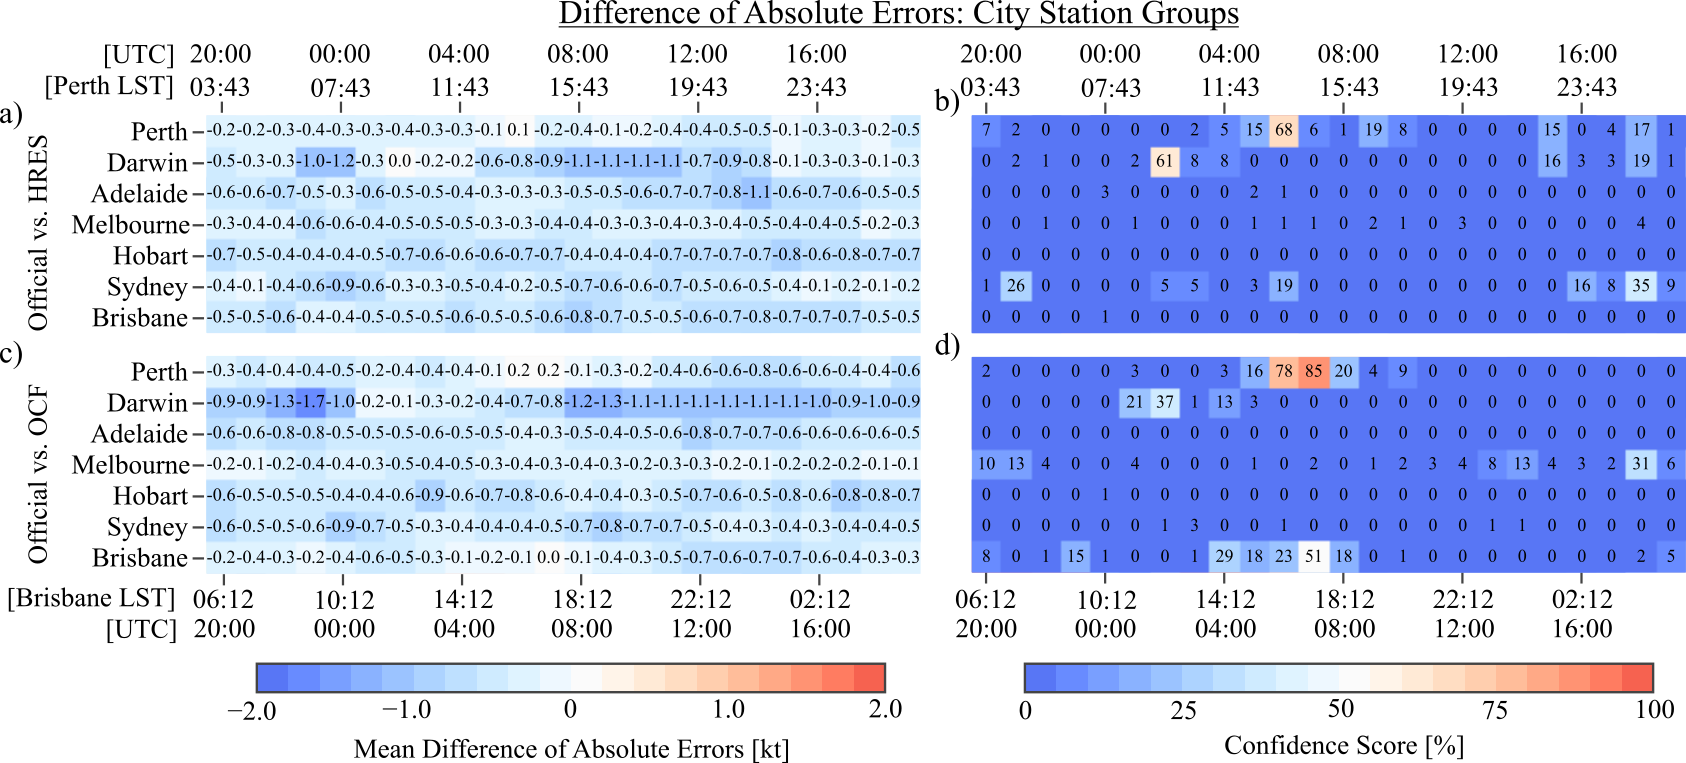 Difference of Absolute Errors: City Station Groups
[UTC] 20:00 00:00 04:00 08:00 12:00 16:00 20:00 00:00 04:00 08:00 12:00 16:00
[Perth LST] 03:43 07:43 11:43 15:43 19:43 23:43 03:43 07:43 11:43 15:43 19:43 23:43
a) b)
Official vs. HRES
Perth -0.2 -0.2 -0.3 -0.4 -0.3 -0.3 -0.4 -0.3 -0.3 -0.1 0.1 -0.2 -0.4 -0.1 -0.2 -0.4 -0.4 -0.5 -0.5 -0.1 -0.3 -0.3 -0.2 -0.5 7 2 0 0 0 0 0 2 5 15 68 6 1 19 8 0 0 0 0 15 0 4 17 1
Darwin -0.5 -0.3 -0.3 -1.0 -1.2 -0.3 0.0 -0.2 -0.2 -0.6 -0.8 -0.9 -1.1 -1.1 -1.1 -1.1 -0.7 -0.9 -0.8 -0.1 -0.3 -0.3 -0.1 -0.3 0 2 1 0 0 2 61 8 8 0 0 0 0 0 0 0 0 0 0 16 3 3 19 1
Adelaide -0.6 -0.6 -0.7 -0.5 -0.3 -0.6 -0.5 -0.5 -0.4 -0.3 -0.3 -0.3 -0.5 -0.5 -0.6 -0.7 -0.7 -0.8 -1.1 -0.6 -0.7 -0.6 -0.5 -0.5 0 0 0 0 3 0 0 0 0 2 1 0 0 0 0 0 0 0 0 0 0 0 0 0
Melbourne -0.3 -0.4 -0.4 -0.6 -0.6 -0.4 -0.5 -0.5 -0.5 -0.3 -0.3 -0.4 -0.4 -0.3 -0.3 -0.4 -0.3 -0.4 -0.5 -0.4 -0.4 -0.5 -0.2 -0.3 0 0 1 0 0 1 0 0 0 1 1 1 0 2 1 0 3 0 0 0 0 0 4 0
Hobart -0.7 -0.5 -0.4 -0.4 -0.4 -0.5 -0.7 -0.6 -0.6 -0.6 -0.7 -0.7 -0.4 -0.4 -0.4 -0.7 -0.7 -0.7 -0.7 -0.8 -0.6 -0.8 -0.7 -0.7 0 0 0 0 0 0 0 0 0 0 0 0 0 0 0 0 0 0 0 0 0 0 0 0
Sydney -0.4 -0.1 -0.4 -0.6 -0.9 -0.6 -0.3 -0.3 -0.5 -0.4 -0.2 -0.5 -0.7 -0.6 -0.6 -0.7 -0.5 -0.6 -0.5 -0.4 -0.1 -0.2 -0.1 -0.2 1 26 0 0 0 0 5 5 0 3 19 0 0 0 0 0 0 0 0 0 16 8 35 9
Brisbane -0.5 -0.5 -0.6 -0.4 -0.4 -0.5 -0.5 -0.5 -0.6 -0.5 -0.5 -0.6 -0.8 -0.7 -0.5 -0.5 -0.6 -0.7 -0.8 -0.7 -0.7 -0.7 -0.5 -0.5 0 0 0 0 1 0 0 0 0 0 0 0 0 0 0 0 0 0 0 0 0 0 0 0
c) d)
Official vs. OCF
Perth -0.3 -0.4 -0.4 -0.4 -0.5 -0.2 -0.4 -0.4 -0.4 -0.1 0.2 0.2 -0.1 -0.3 -0.2 -0.4 -0.6 -0.6 -0.8 -0.6 -0.6 -0.4 -0.4 -0.6 2 0 0 0 0 3 0 0 3 16 78 85 20 4 9 0 0 0 0 0 0 0 0 0
Darwin -0.9 -0.9 -1.3 -1.7 -1.0 -0.2 -0.1 -0.3 -0.2 -0.4 -0.7 -0.8 -1.2 -1.3 -1.1 -1.1 -1.1 -1.1 -1.1 -1.1 -1.0 -0.9 -1.0 -0.9 0 0 0 0 0 21 37 1 13 3 0 0 0 0 0 0 0 0 0 0 0 0 0 0
Adelaide -0.6 -0.6 -0.8 -0.8 -0.5 -0.5 -0.5 -0.6 -0.5 -0.5 -0.4 -0.3 -0.5 -0.4 -0.5 -0.6 -0.8 -0.7 -0.7 -0.6 -0.6 -0.6 -0.6 -0.5 0 0 0 0 0 0 0 0 0 0 0 0 0 0 0 0 0 0 0 0 0 0 0 0
Melbourne -0.2 -0.1 -0.2 -0.4 -0.4 -0.3 -0.5 -0.4 -0.5 -0.3 -0.4 -0.3 -0.4 -0.3 -0.2 -0.3 -0.3 -0.2 -0.1 -0.2 -0.2 -0.2 -0.1 -0.1 10 13 4 0 0 4 0 0 0 1 0 2 0 1 2 3 4 8 13 4 3 2 31 6
Hobart -0.6 -0.5 -0.5 -0.5 -0.4 -0.4 -0.6 -0.9 -0.6 -0.7 -0.8 -0.6 -0.4 -0.4 -0.3 -0.5 -0.7 -0.6 -0.5 -0.8 -0.6 -0.8 -0.8 -0.7 0 0 0 0 1 0 0 0 0 0 0 0 0 0 0 0 0 0 0 0 0 0 0 0
Sydney -0.6 -0.5 -0.5 -0.6 -0.9 -0.7 -0.5 -0.3 -0.4 -0.4 -0.4 -0.5 -0.7 -0.8 -0.7 -0.7 -0.5 -0.4 -0.3 -0.4 -0.3 -0.4 -0.4 -0.5 0 0 0 0 0 0 1 3 0 0 1 0 0 0 0 0 0 1 1 0 0 0 0 0
Brisbane -0.2 -0.4 -0.3 -0.2 -0.4 -0.6 -0.5 -0.3 -0.1 -0.2 -0.1 0.0 -0.1 -0.4 -0.3 -0.5 -0.7 -0.6 -0.7 -0.7 -0.6 -0.4 -0.3 -0.3 8 0 1 15 1 0 0 1 29 18 23 51 18 0 1 0 0 0 0 0 0 0 2 5
[Brisbane LST] 06:12 10:12 14:12 18:12 22:12 02:12 06:12 10:12 14:12 18:12 22:12 02:12
[UTC] 20:00 00:00 04:00 08:00 12:00 16:00 20:00 00:00 04:00 08:00 12:00 16:00
−2.0 −1.0 0 1.0 2.0 0 25 50 75 100
Mean Difference of Absolute Errors [kt] Confidence Score [%]